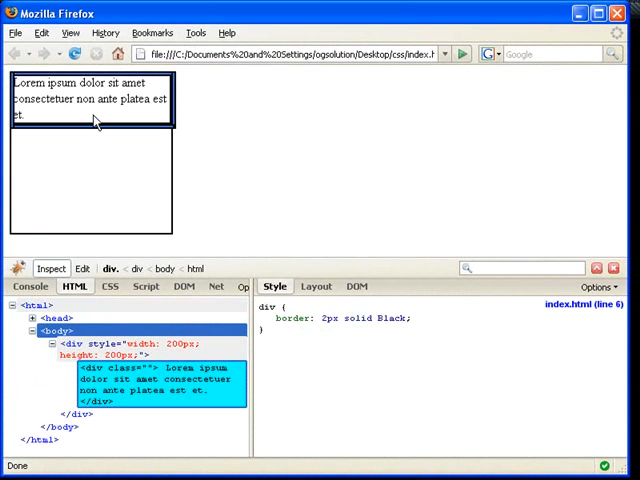 Mozilla Firefox
File Edit View History Bookmarks Tools Help
file:///C:/Documents%20and%20Settings/ogsolution/Desktop/css/index.h
Google
Lorem ipsum dolor sit amet
consectetuer non ante platea est
et.
Inspect Edit div. < div < body < html
Console HTML CSS Script DOM Net Op
Style Layout DOM Options
<html>
<head>
<body>
<div style="width: 200px;
height: 200px;">
<div class=""> Lorem ipsum
dolor sit amet consectetuer
non ante platea est et.
</div>
</div>
</body>
</html>
index.html (line 6)
div {
border: 2px solid Black;
}
Done